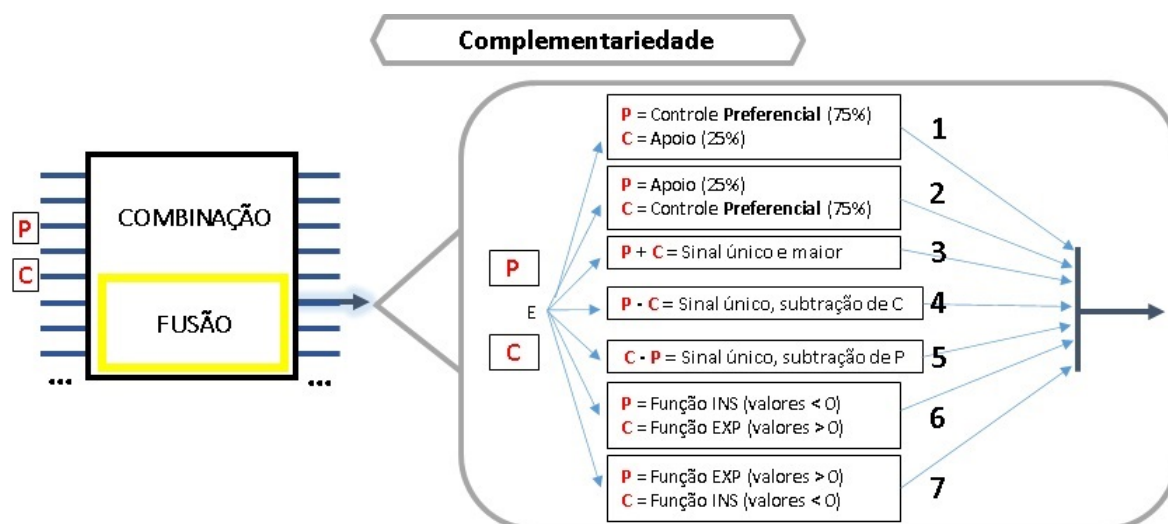 Complementariedade
P = Controle Preferencial (75%)
C = Apoio (25%)
1
P = Apoio (25%)
C = Controle Preferencial (75%)
2
P + C = Sinal único e maior
3
P - C = Sinal único, subtração de C
4
C - P = Sinal único, subtração de P
5
P = Função INS (valores < 0)
C = Função EXP (valores > 0)
6
P = Função EXP (valores > 0)
C = Função INS (valores < 0)
7
P
E
C
P
C
COMBINAÇÃO
FUSÃO
...
...